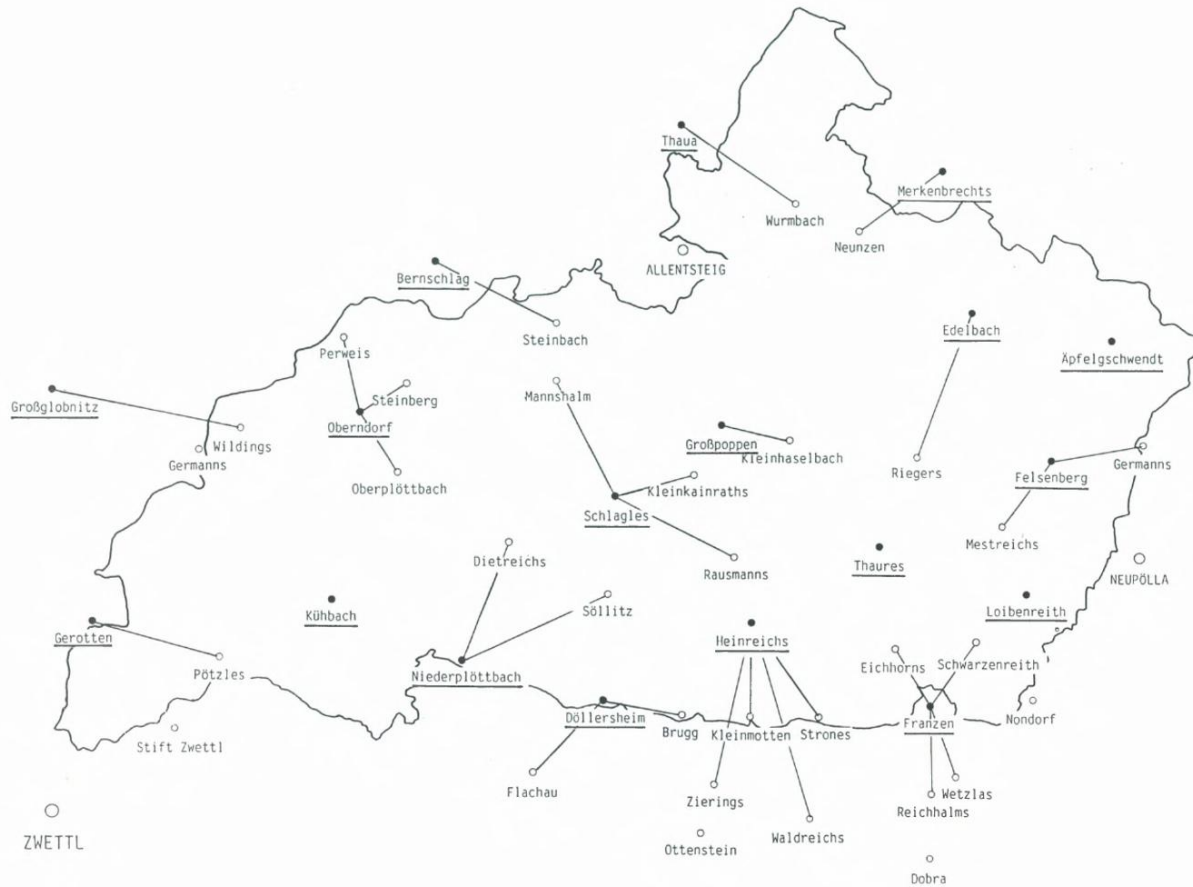 Thaua
Merkenbrechts
Wurmbach
Neunzen
ALLENTSTEIG
Bernschlag
Steinbach
Edelbach
Perweis
Äpfelgschwendt
Großglobnitz
Steinberg
Mannshalm
Oberndorf
Wildings
Großpoppen
Kleinhaselbach
Germanns
Riegers
Germanns
Felsenberg
Oberplöttbach
Kleinkainraths
Schlagles
Mestreichs
Dietreichs
Rausmanns
Thaures
NEUPÖLLA
Kühbach
Söllitz
Loibenreith
Gerotten
Heinreichs
Eichhorns
Schwarzenreith
Pötzles
Niederplöttbach
Döllersheim
Brugg
Kleinmotten
Strones
Franzen
Nondorf
Stift Zwettl
Flachau
Zierings
Wetzlas
Reichhalms
ZWETTL
Ottenstein
Waldreichs
Dobra